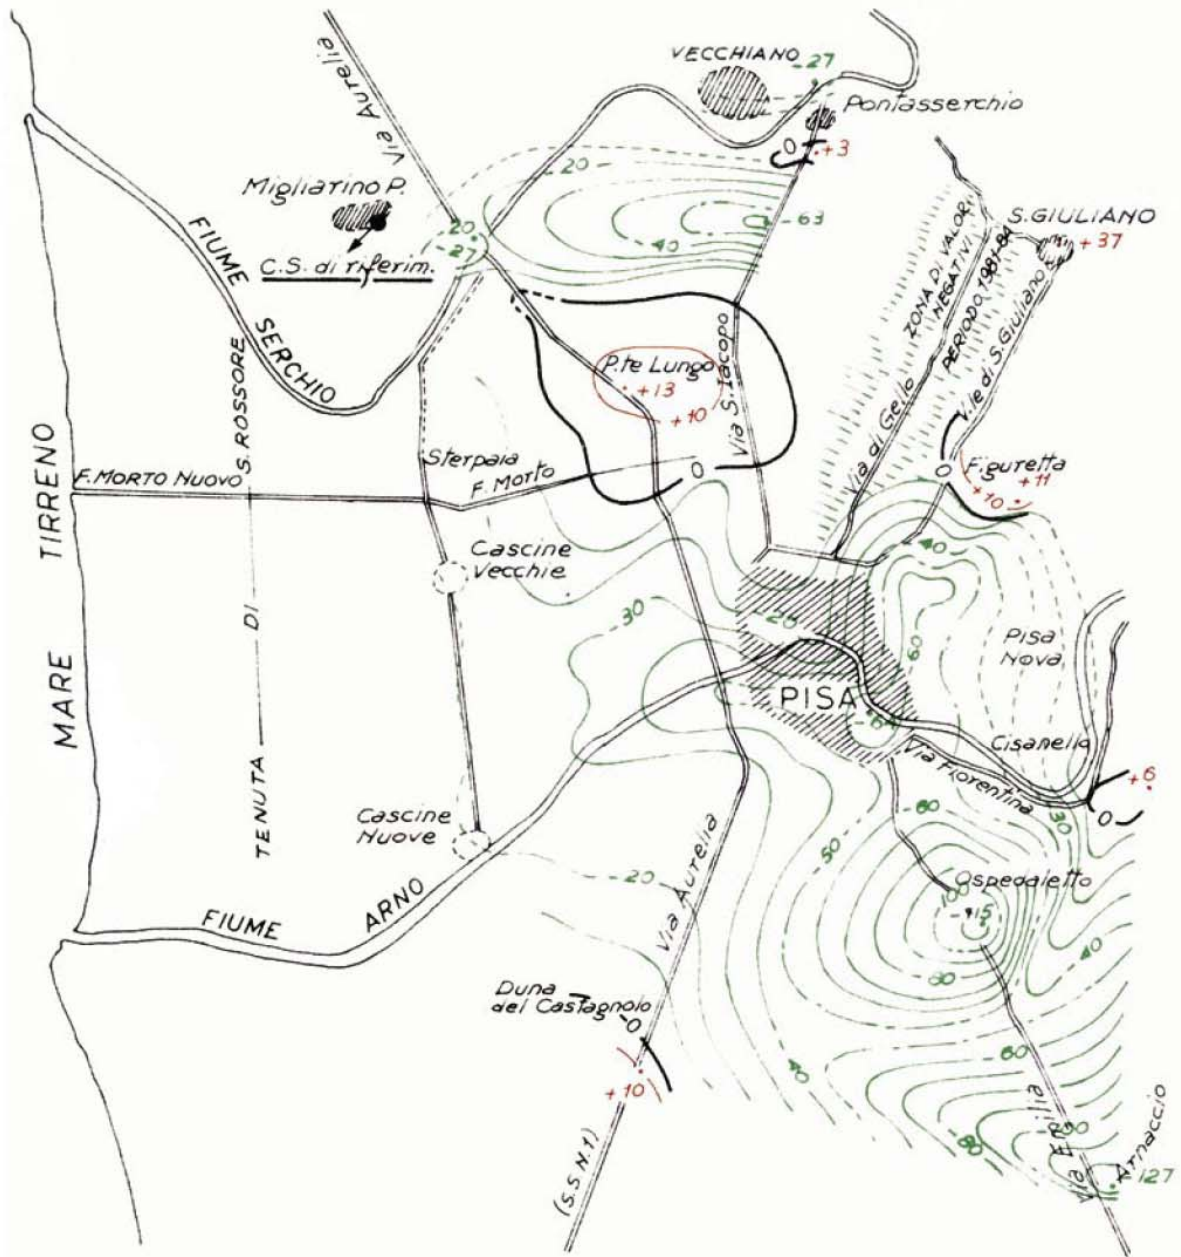 VECCHIANO
-27
Via Aurelia
Pontasserchio
0
+3
20
Migliarino P.
S. GIULIANO
+37
-63
20
-27
-40
C.S. di riferim.
FIUME
SERCHIO
ZONA DI VALORI
NEGATIVI
PERIODO 1981-84
V.le di S. Giuliano
Via di Gello
Via S. Iacopo
P.te Lungo
+13
+10
S. ROSSORE
F. MORTO NUOVO
Sterpaia
F. Morto
0
0
Figuretta
+11
+10
MARE TIRRENO
40
Cascine
Vecchie
-30
-20
60
Pisa
Nova
PISA
TENUTA DI
Cisanello
Via Fiorentina
+6
0
30
Cascine
Nuove
-60
50
-20
Via Aurelia
Ospedaletto
100
FIUME ARNO
40
80
Duna
del Castagnolo
-0
+10
40
-60
Via Emilia
-80
Arnaccio
127
(S.S N.1)